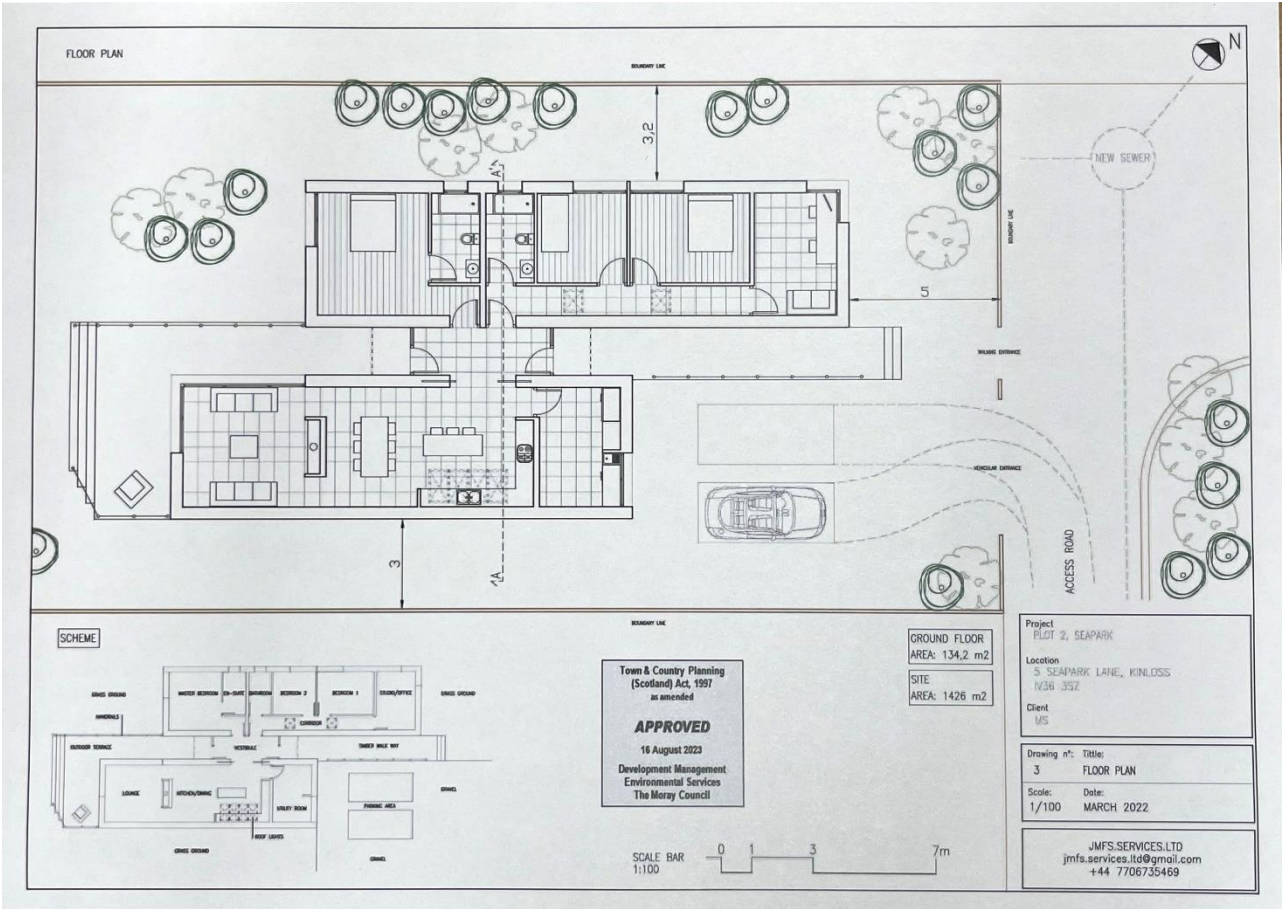 FLOOR PLAN
BOUNDARY LINE
N
3,2
A'
NEW SEWER
BOUNDARY LINE
5
WALKING ENTRANCE
VEHICULAR ENTRANCE
3
A
ACCESS ROAD
BOUNDARY LINE
SCHEME
GRASS GROUND
MASTER BEDROOM
EN-SUITE
BATHROOM
BEDROOM 2
BEDROOM 1
STUDIO/OFFICE
GRASS GROUND
HANDRAILS
CORRIDOR
OUTDOOR TERRACE
VESTIBULE
TIMBER WALK WAY
LOUNGE
KITCHEN/DINING
UTILITY ROOM
PARKING AREA
GRAVEL
ROOF LIGHTS
GRASS GROUND
GRAVEL
Town & Country Planning
(Scotland) Act, 1997
as amended
APPROVED
16 August 2023
Development Management
Environmental Services
The Moray Council
GROUND FLOOR
AREA: 134,2 m2
SITE
AREA: 1426 m2
SCALE BAR
1:100
0 1 3 7m
Project
PLOT 2, SEAPARK
Location
5 SEAPARK LANE, KINLOSS
IV36 3SZ
Client
MS
Drawing nº: Tittle:
3 FLOOR PLAN
Scale: Date:
1/100 MARCH 2022
JMFS.SERVICES.LTD
jmfs.services.ltd@gmail.com
+44 7706735469